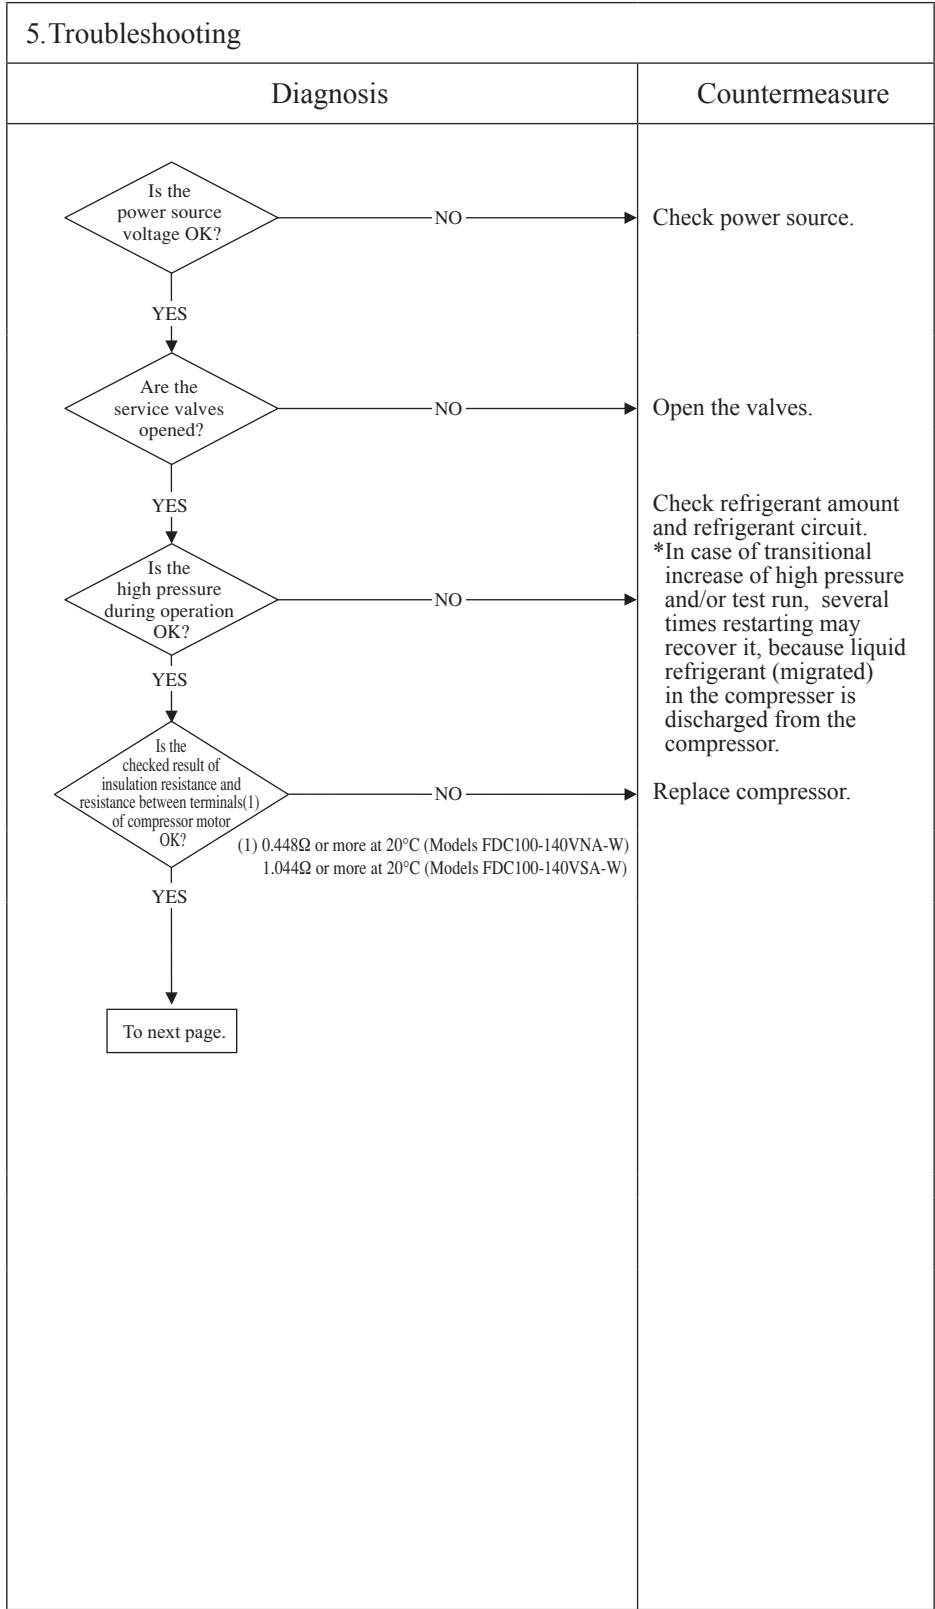 5.Troubleshooting
Diagnosis
Countermeasure
Is the
power source
voltage OK?
NO
Check power source.
YES
Are the
service valves
opened?
NO
Open the valves.
YES
Is the
high pressure
during operation
OK?
NO
Check refrigerant amount
and refrigerant circuit.
*In case of transitional
increase of high pressure
and/or test run, several
times restarting may
recover it, because liquid
refrigerant (migrated)
in the compresser is
discharged from the
compressor.
YES
Is the
checked result of
insulation resistance and
resistance between terminals(1)
of compressor motor
OK?
NO
Replace compressor.
(1) 0.448Ω or more at 20°C (Models FDC100-140VNA-W)
1.044Ω or more at 20°C (Models FDC100-140VSA-W)
YES
To next page.